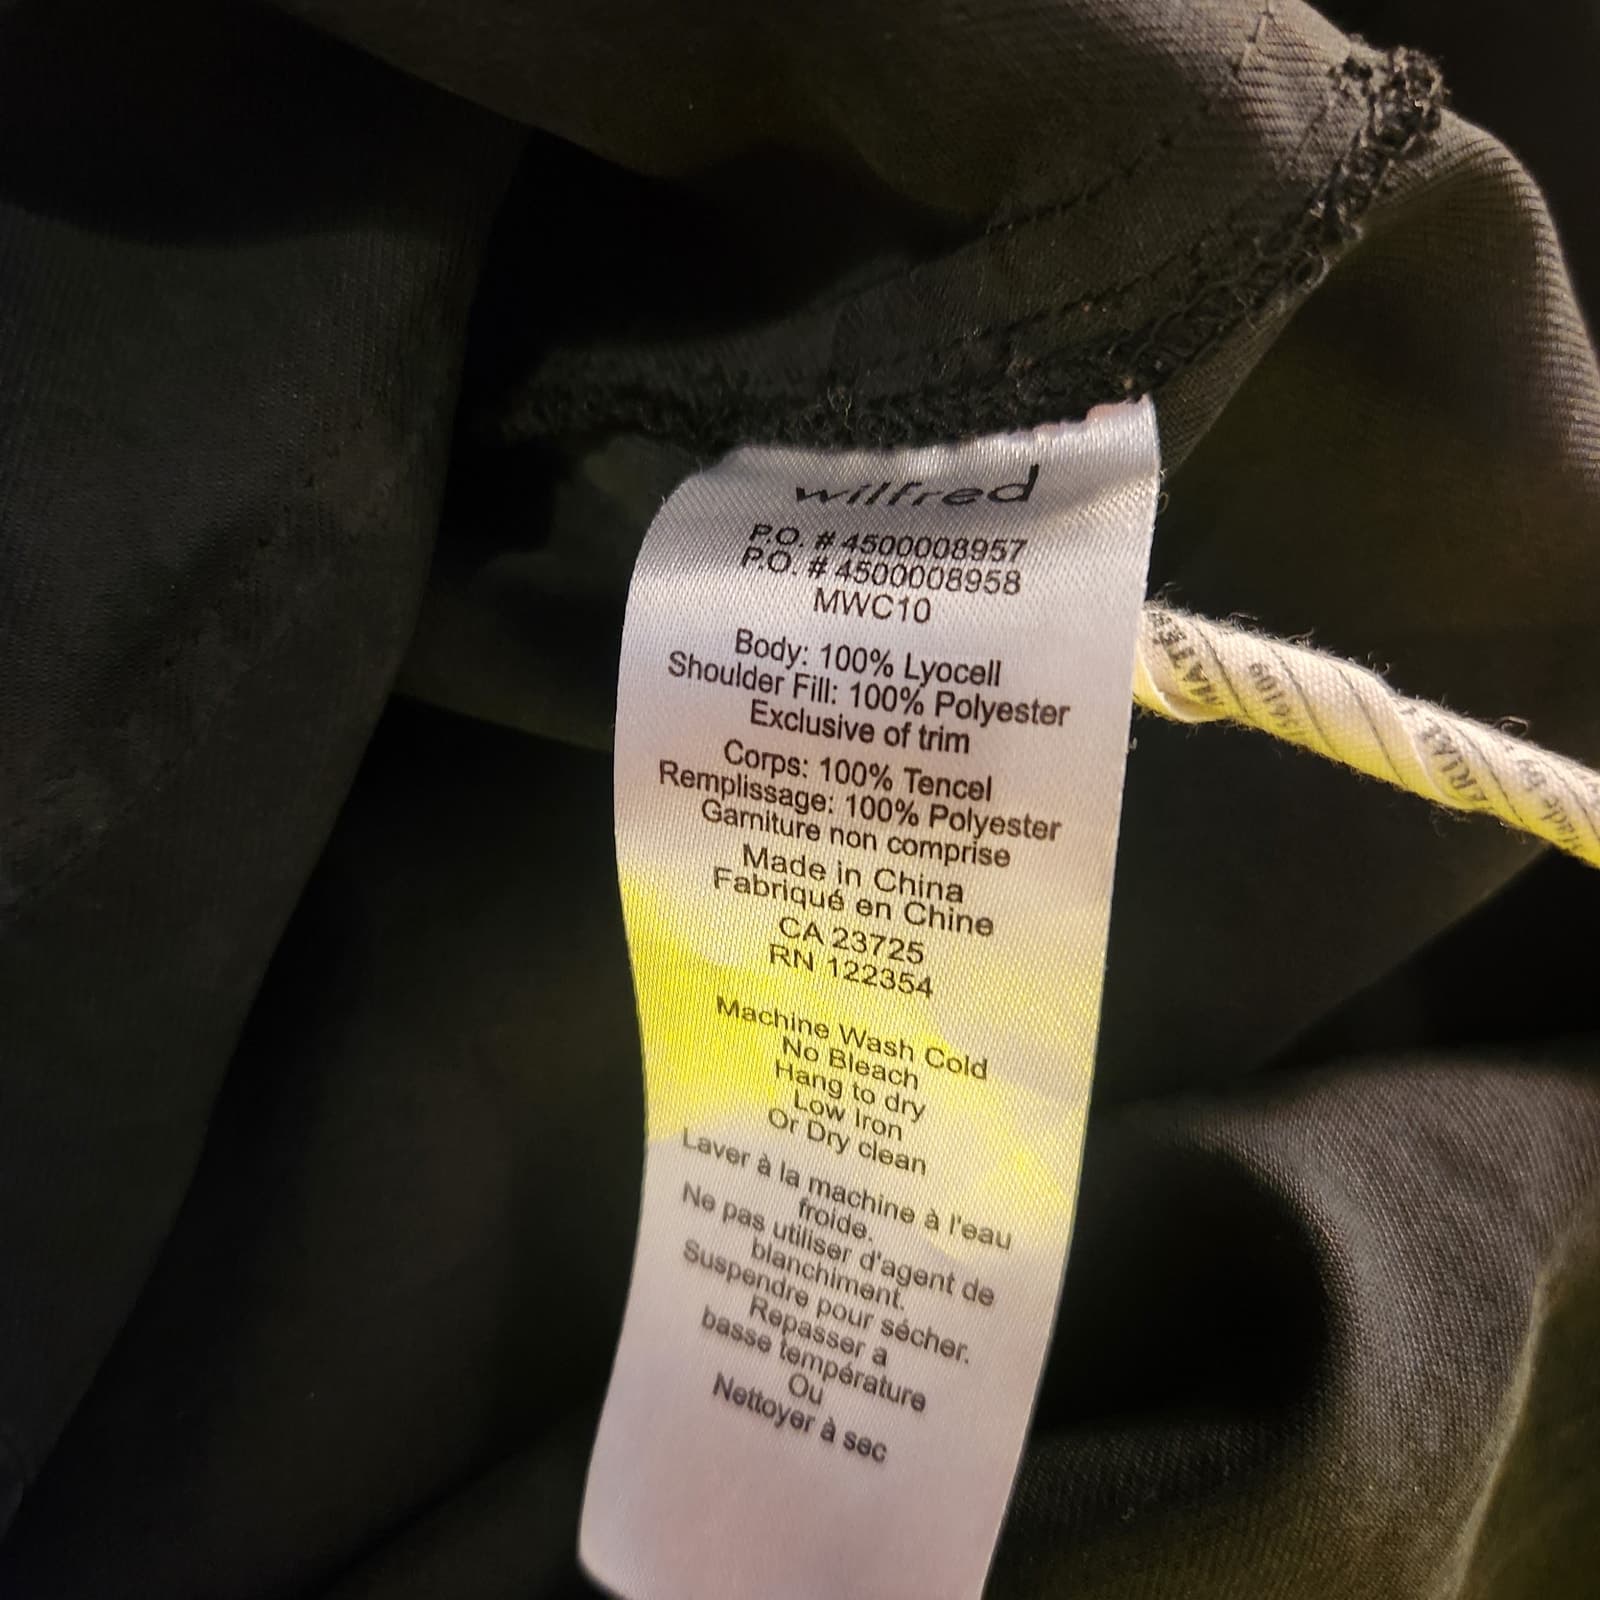 wilfred
P.O. # 4500008957
P.O. # 4500008958
MWC10
Body: 100% Lyocell
Shoulder Fill: 100% Polyester
Exclusive of trim
Corps: 100% Tencel
Remplissage: 100% Polyester
Garniture non comprise
Made in China
Fabriqué en Chine
CA 23725
RN 122354
Machine Wash Cold
No Bleach
Hang to dry
Low Iron
Or Dry clean
Laver à la machine à l'eau
froide.
Ne pas utiliser d'agent de
blanchiment.
Suspendre pour sécher.
Repasser a
basse température
Ou
Nettoyer à sec